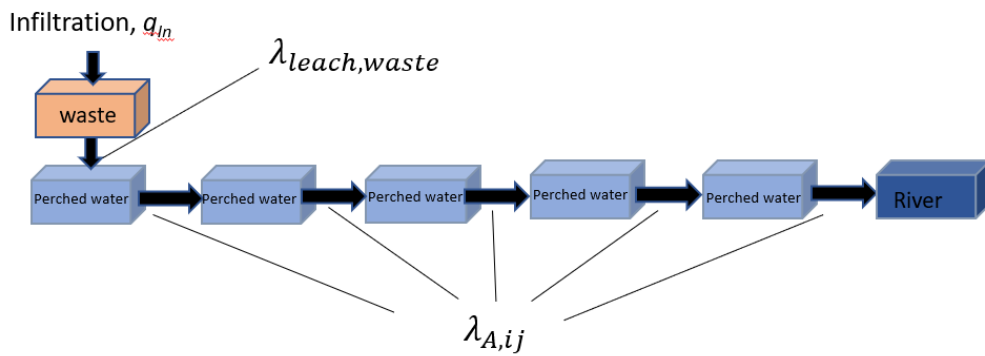 Infiltration, q_In
λ_leach,waste
waste
Perched water
Perched water
Perched water
Perched water
Perched water
River
λ_A,ij